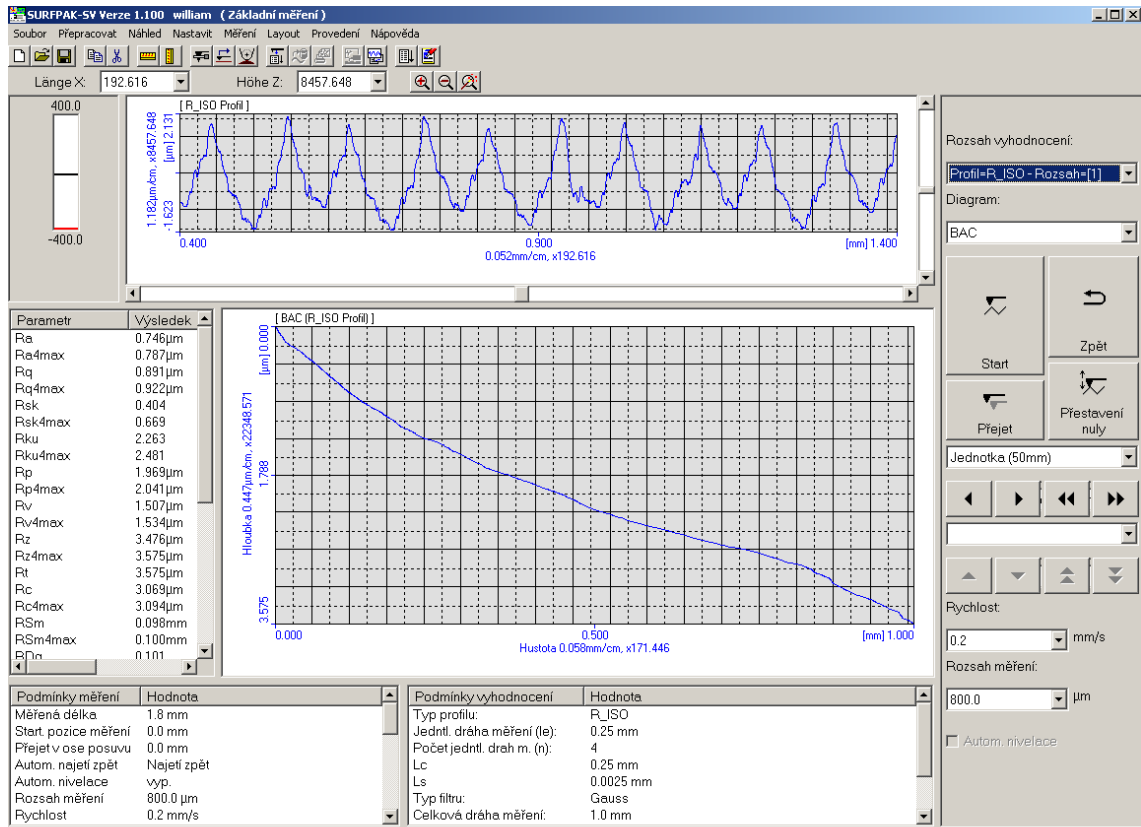 SURFPAK-SV Verze 1.100 william ( Základní měření )
Soubor Přepracovat Náhled Nastavit Měření Layout Provedení Nápověda
Länge X: 192.616 Höhe Z: 8457.648
400.0
-400.0
[ R_ISO Profil ]
1.182µm/cm, x8457.648
-1.623 [µm] 2.131
0.400 0.900 [mm] 1.400
0.052mm/cm, x192.616
Parametr Výsledek
Ra 0.746µm
Ra4max 0.787µm
Rq 0.891µm
Rq4max 0.922µm
Rsk 0.404
Rsk4max 0.669
Rku 2.263
Rku4max 2.481
Rp 1.969µm
Rp4max 2.041µm
Rv 1.507µm
Rv4max 1.534µm
Rz 3.476µm
Rz4max 3.575µm
Rt 3.575µm
Rc 3.069µm
Rc4max 3.094µm
RSm 0.098mm
RSm4max 0.100mm
RDq 0.101
[ BAC (R_ISO Profil) ]
Hloubka 0.447µm/cm, x22348.571
3.575 1.788 [µm] 0.000
0.000 0.500 [mm] 1.000
Hustota 0.058mm/cm, x171.446
Podmínky měření Hodnota
Měřená délka 1.8 mm
Start. pozice měření 0.0 mm
Přejet v ose posuvu 0.0 mm
Autom. najetí zpět Najetí zpět
Autom. nivelace vyp.
Rozsah měření 800.0 µm
Rychlost 0.2 mm/s
Podmínky vyhodnocení Hodnota
Typ profilu: R_ISO
Jedntl. dráha měření (le): 0.25 mm
Počet jedntl. drah m. (n) 4
Lc 0.25 mm
Ls 0.0025 mm
Typ filtru: Gauss
Celková dráha měření: 1.0 mm
Rozsah vyhodnocení:
Profil=R_ISO - Rozsah=[1]
Diagram:
BAC
Start
Zpět
Přejet
Přestavení
nuly
Jednotka (50mm)
Rychlost:
0.2 mm/s
Rozsah měření:
800.0 µm
Autom. nivelace